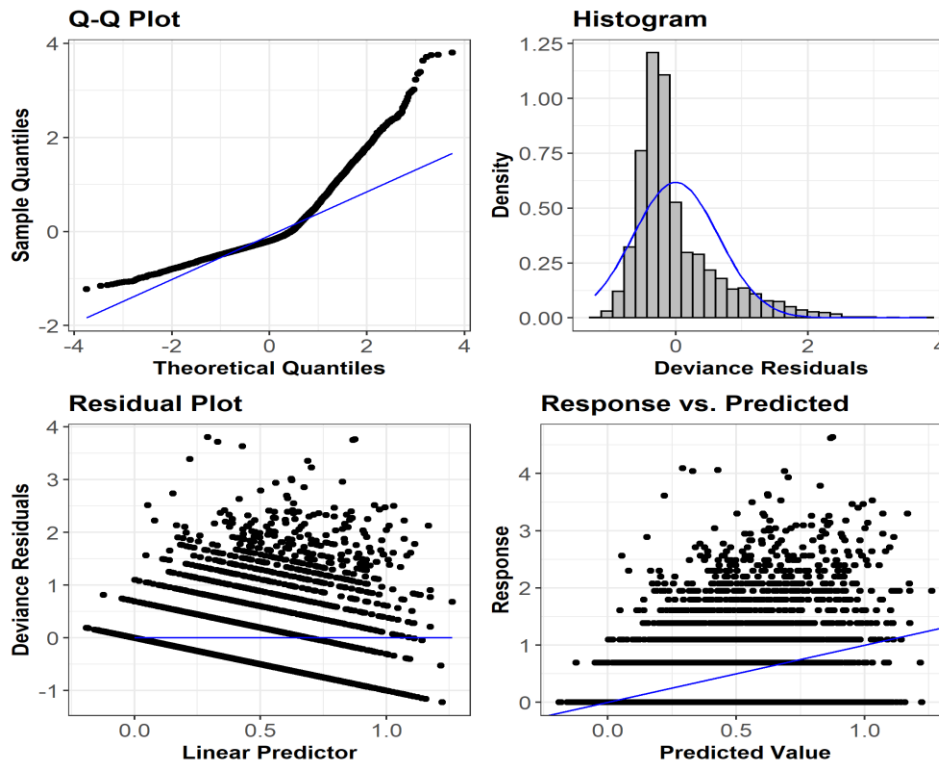 Q-Q Plot
Sample Quantiles
4
2
0
-2
-4
-2
0
2
4
Theoretical Quantiles
Histogram
Density
1.25
1.00
0.75
0.50
0.25
0.00
0
2
4
Deviance Residuals
Residual Plot
Deviance Residuals
4
3
2
1
0
-1
0.0
0.5
1.0
Linear Predictor
Response vs. Predicted
Response
4
3
2
1
0
0.0
0.5
1.0
Predicted Value